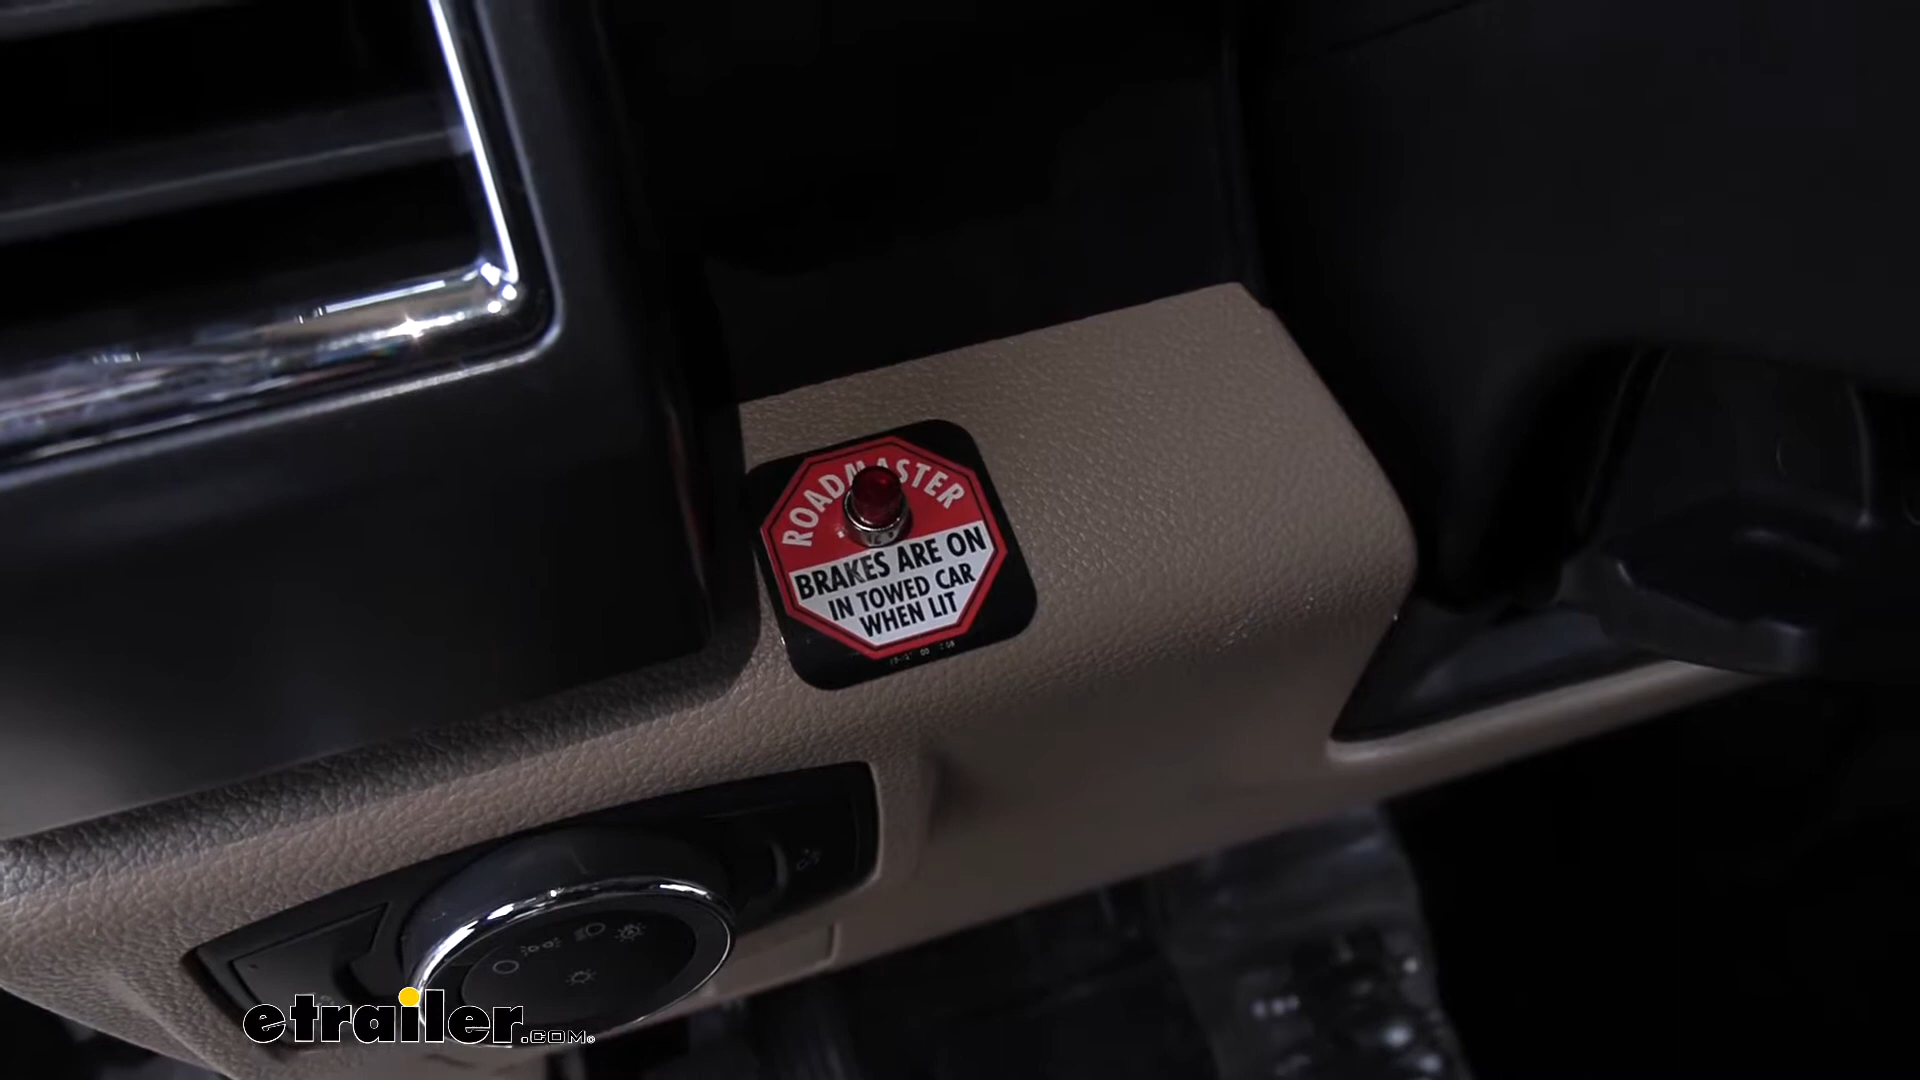 ROADMASTER
BRAKES ARE ON
IN TOWED CAR
WHEN LIT
etrailer.com